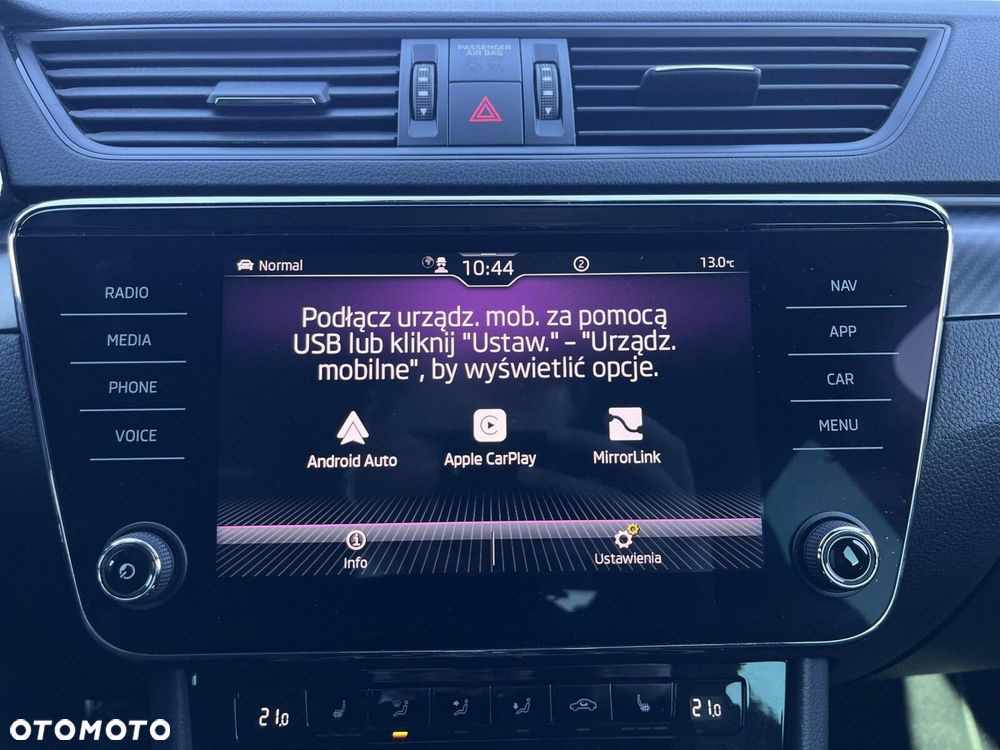 PASSENGER
AIR BAG
Normal
10:44
2
13.0°C
RADIO
MEDIA
PHONE
VOICE
NAV
APP
CAR
MENU
Podłącz urządz. mob. za pomocą
USB lub kliknij "Ustaw." – "Urządz.
mobilne", by wyświetlić opcje.
Android Auto
Apple CarPlay
MirrorLink
Info
Ustawienia
21.0
21.0
OTOMOTO